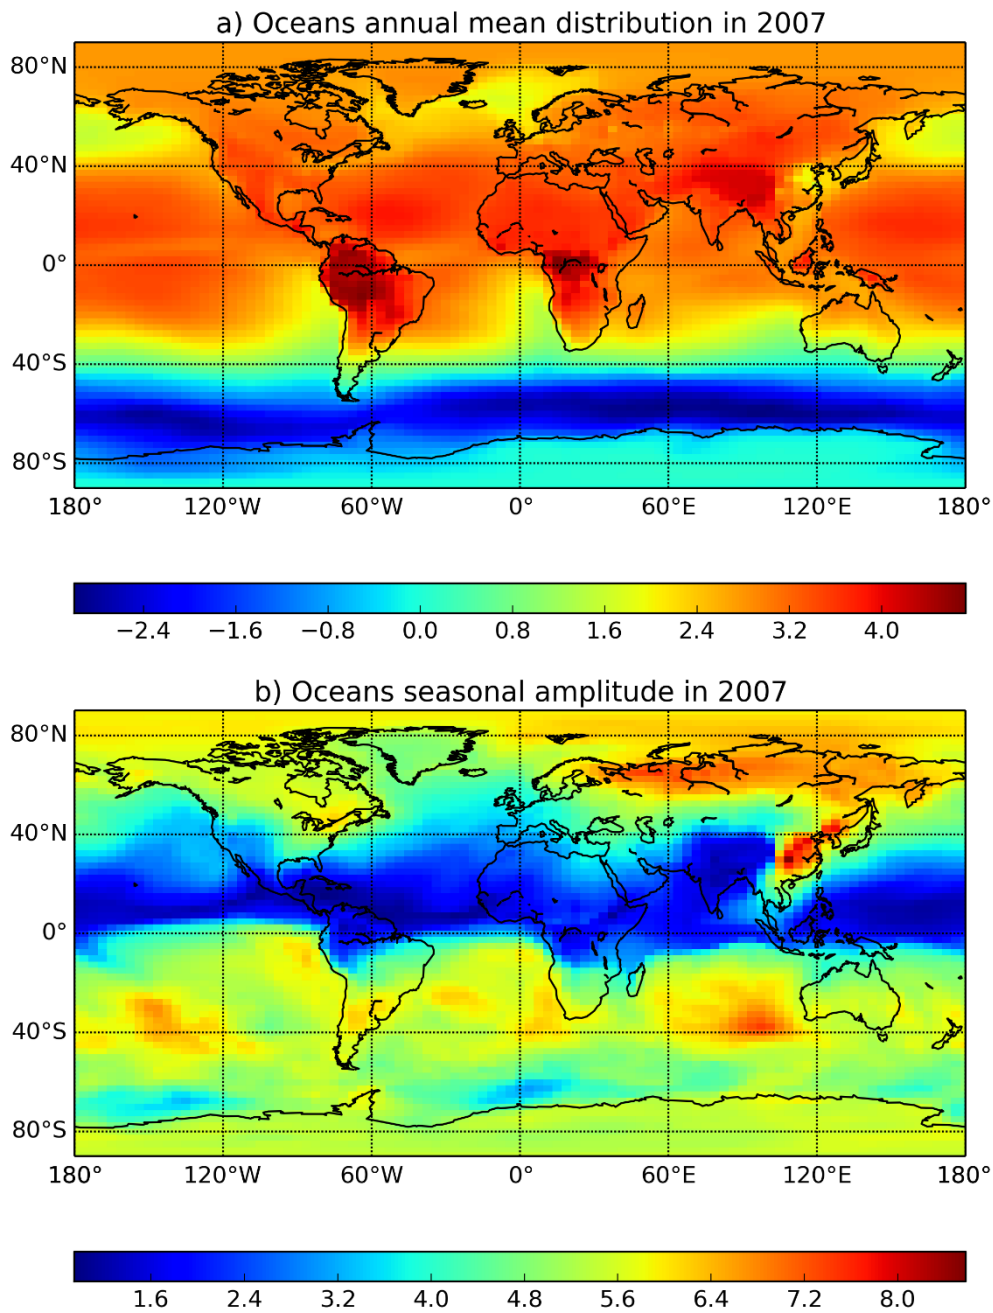 a) Oceans annual mean distribution in 2007
80°N
40°N
0°
40°S
80°S
180° 120°W 60°W 0° 60°E 120°E 180°
−2.4 −1.6 −0.8 0.0 0.8 1.6 2.4 3.2 4.0
b) Oceans seasonal amplitude in 2007
80°N
40°N
0°
40°S
80°S
180° 120°W 60°W 0° 60°E 120°E 180°
1.6 2.4 3.2 4.0 4.8 5.6 6.4 7.2 8.0